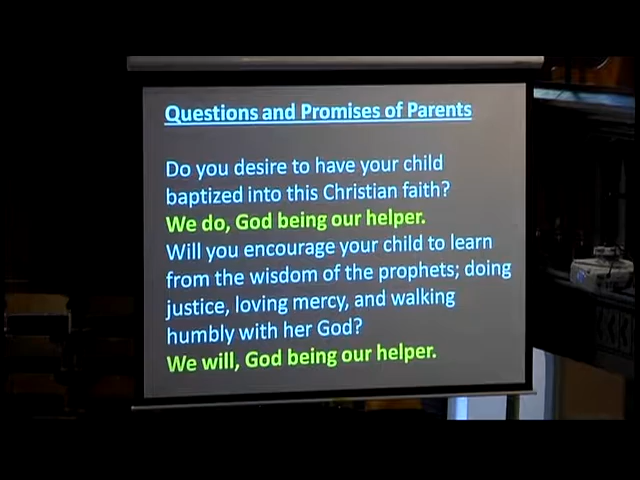 Questions and Promises of Parents
Do you desire to have your child
baptized into this Christian faith?
We do, God being our helper.
Will you encourage your child to learn
from the wisdom of the prophets; doing
justice, loving mercy, and walking
humbly with her God?
We will, God being our helper.